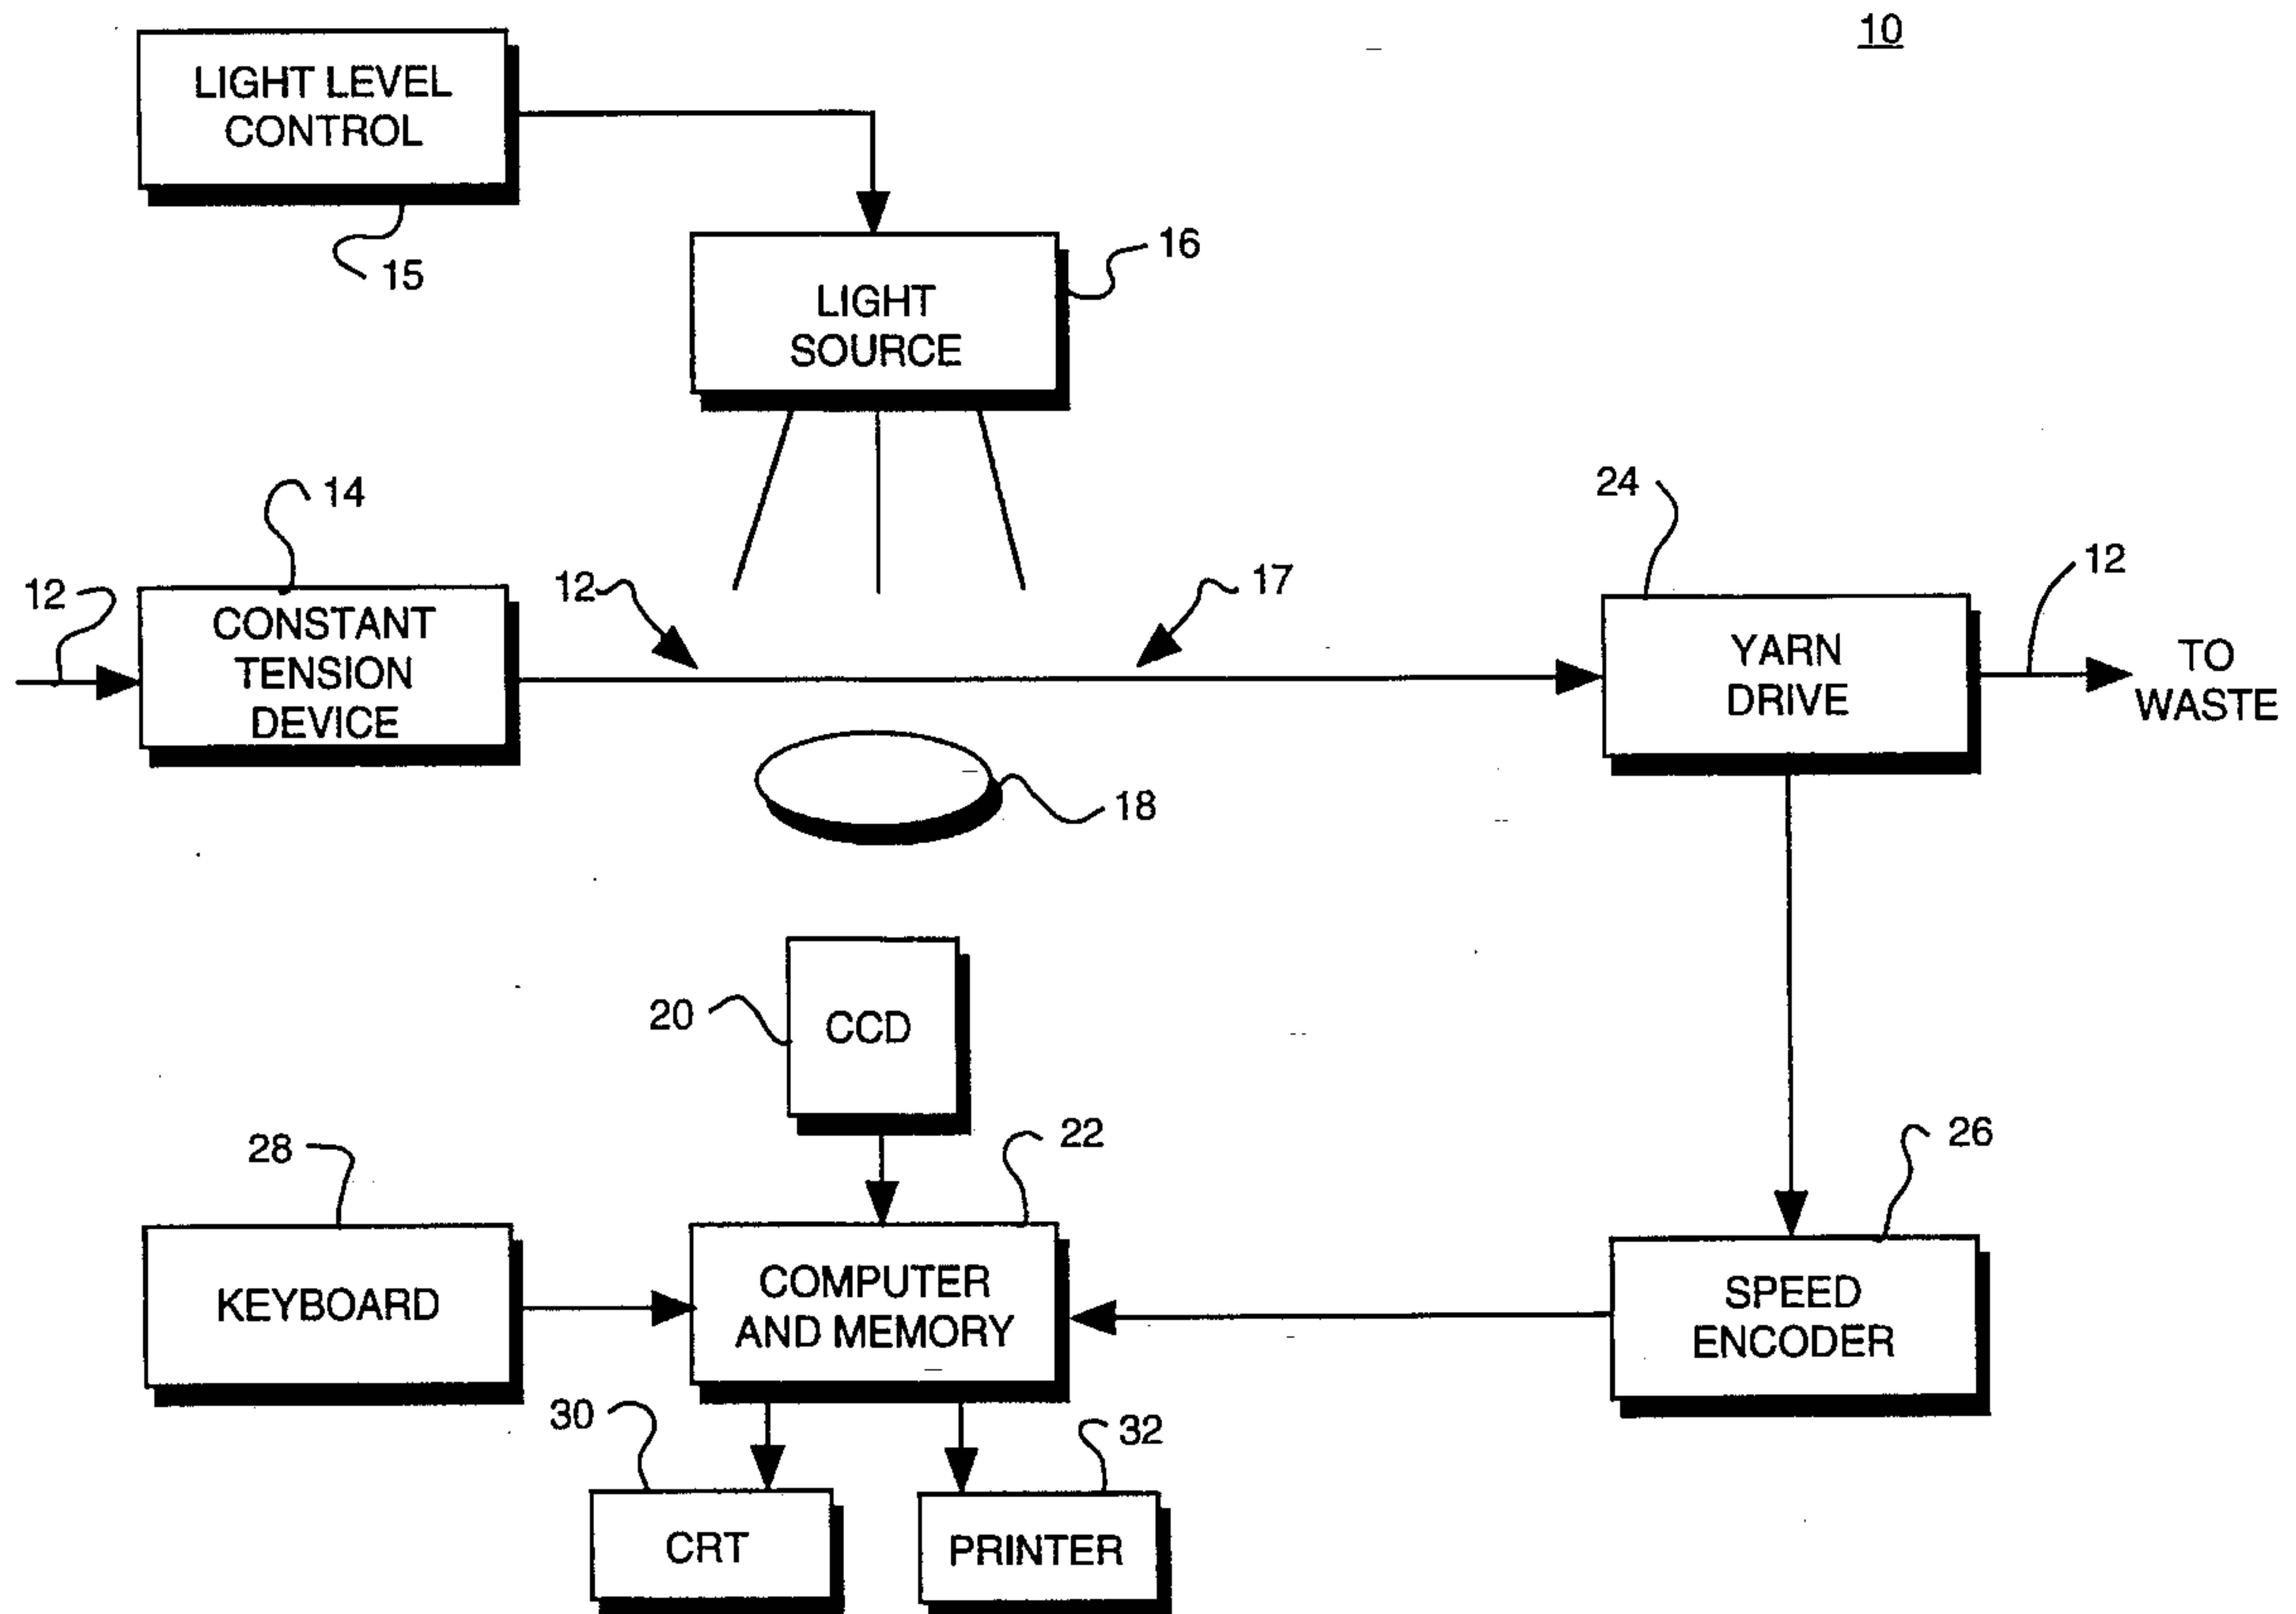 10
LIGHT LEVEL
CONTROL
15
16
LIGHT
SOURCE
14
24
12
12
17
12
CONSTANT
TENSION
DEVICE
YARN
DRIVE
TO
WASTE
18
20
CCD
28
22
26
KEYBOARD
COMPUTER
AND MEMORY
SPEED
ENCODER
30
32
CRT
PRINTER